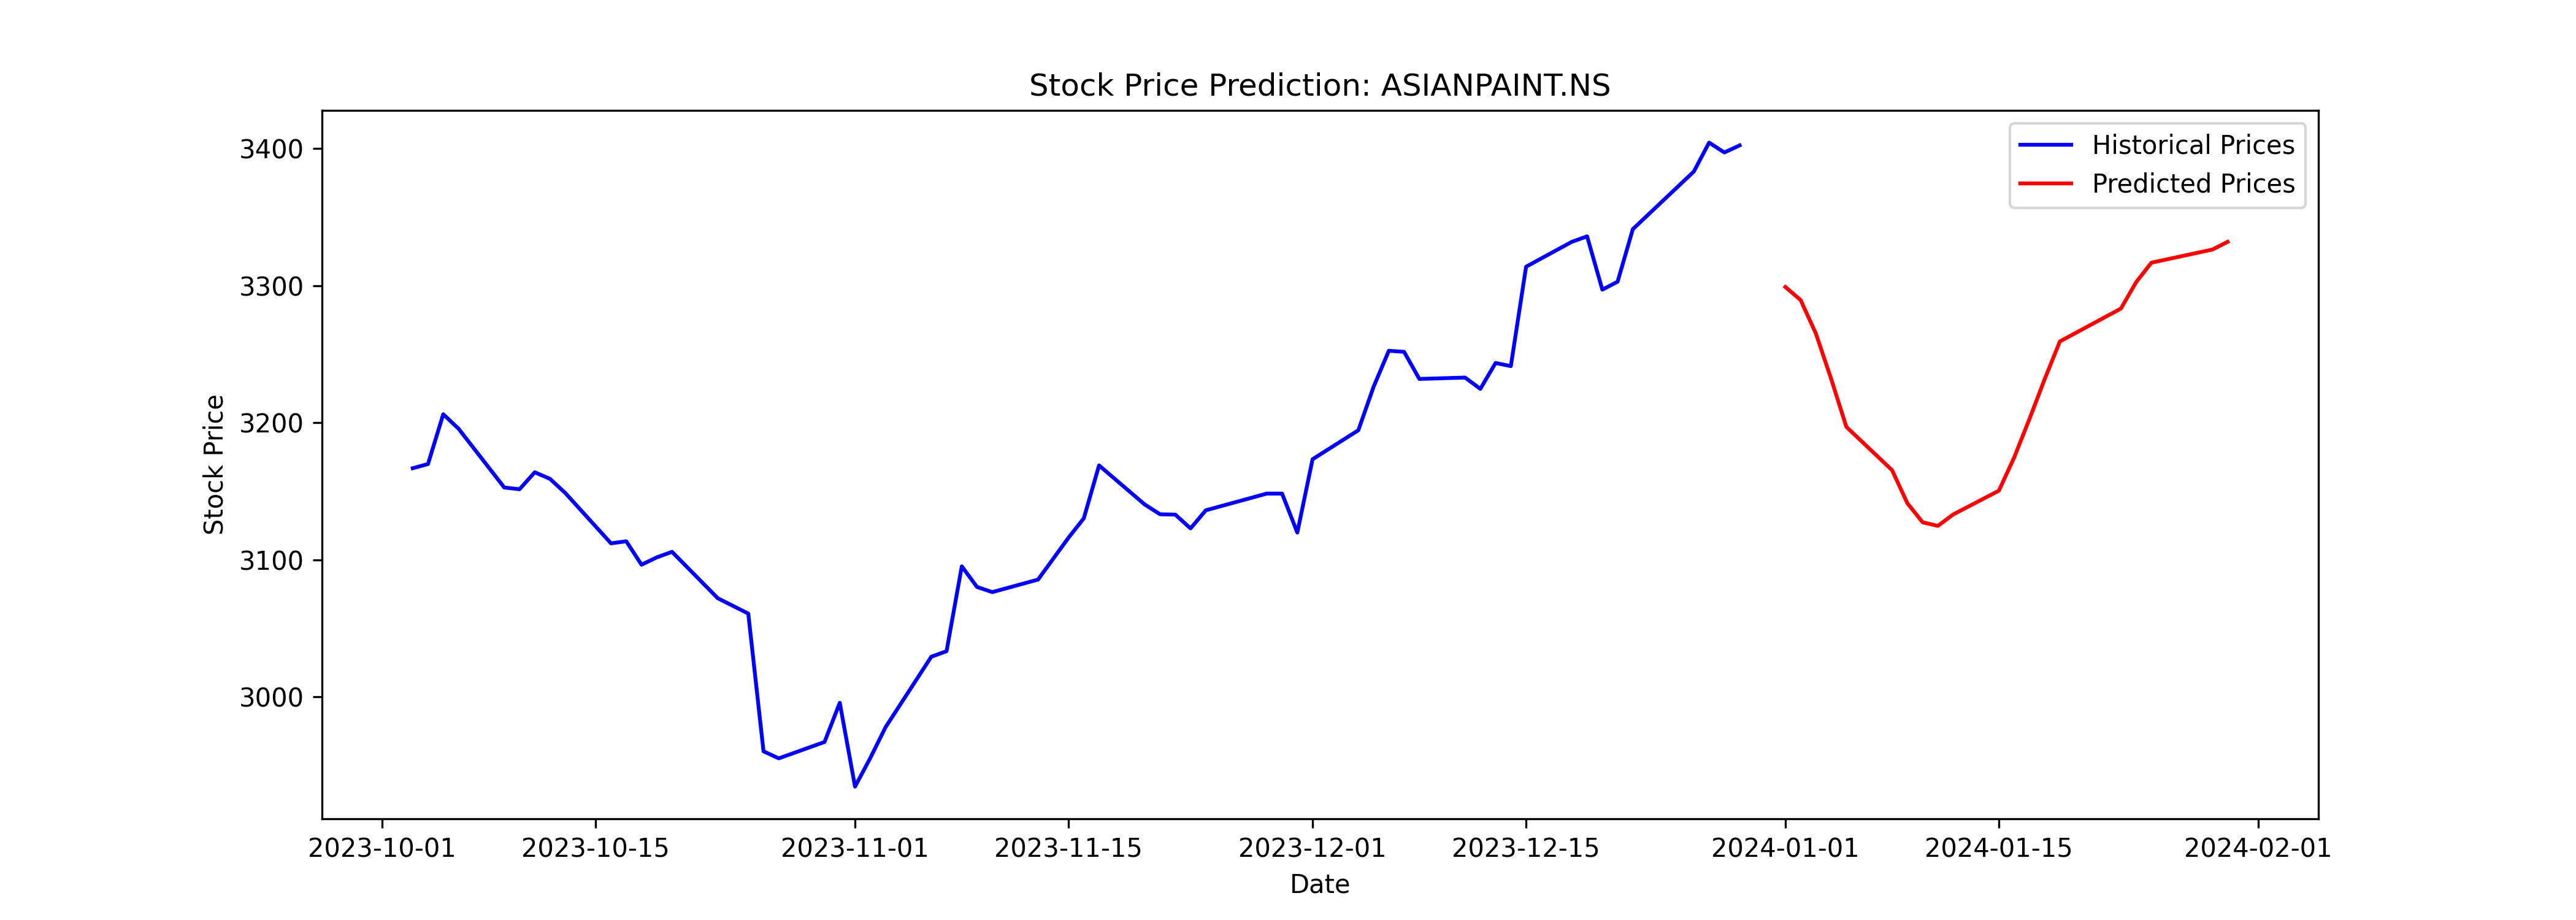 Stock Price Prediction: ASIANPAINT.NS
Historical Prices
Predicted Prices
3400
3300
3200
3100
3000
Stock Price
2023-10-01 2023-10-15 2023-11-01 2023-11-15 2023-12-01 2023-12-15 2024-01-01 2024-01-15 2024-02-01
Date